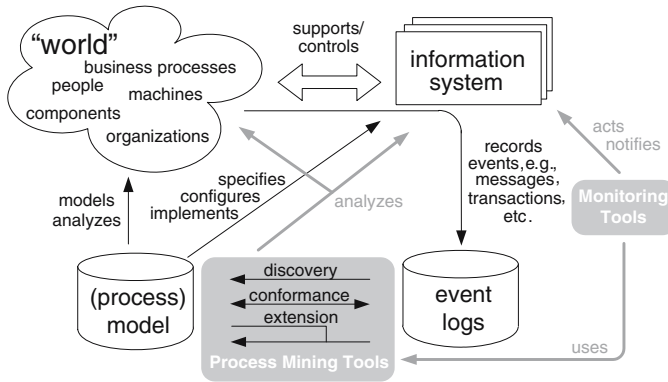 "world"
business processes
people
machines
components
organizations
supports/
controls
information
system
records
events, e.g.,
messages,
transactions,
etc.
acts
notifies
Monitoring
Tools
models
analyzes
specifies
configures
implements
analyzes
(process)
model
discovery
conformance
extension
Process Mining Tools
event
logs
uses